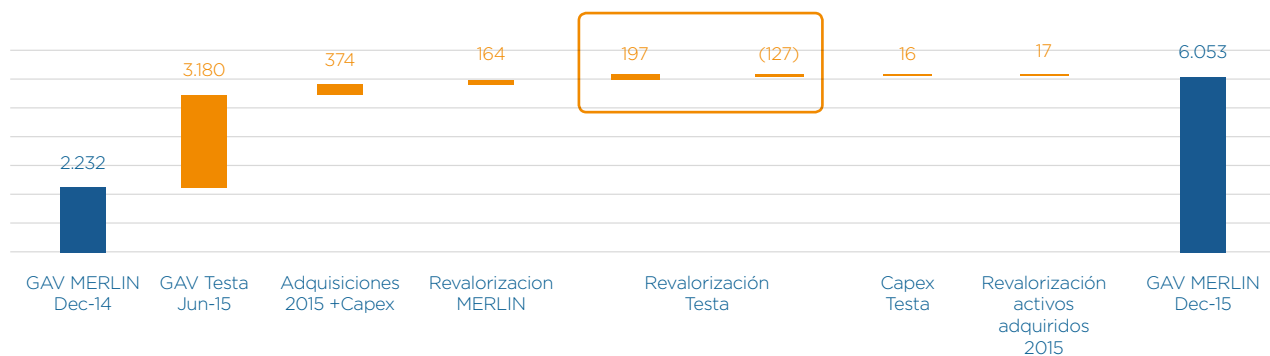 2.232
3.180
374
164
197
(127)
16
17
6.053
GAV MERLIN
Dec-14
GAV Testa
Jun-15
Adquisiciones
2015 +Capex
Revalorizacion
MERLIN
Revalorización
Testa
Capex
Testa
Revalorización
activos
adquiridos
2015
GAV MERLIN
Dec-15